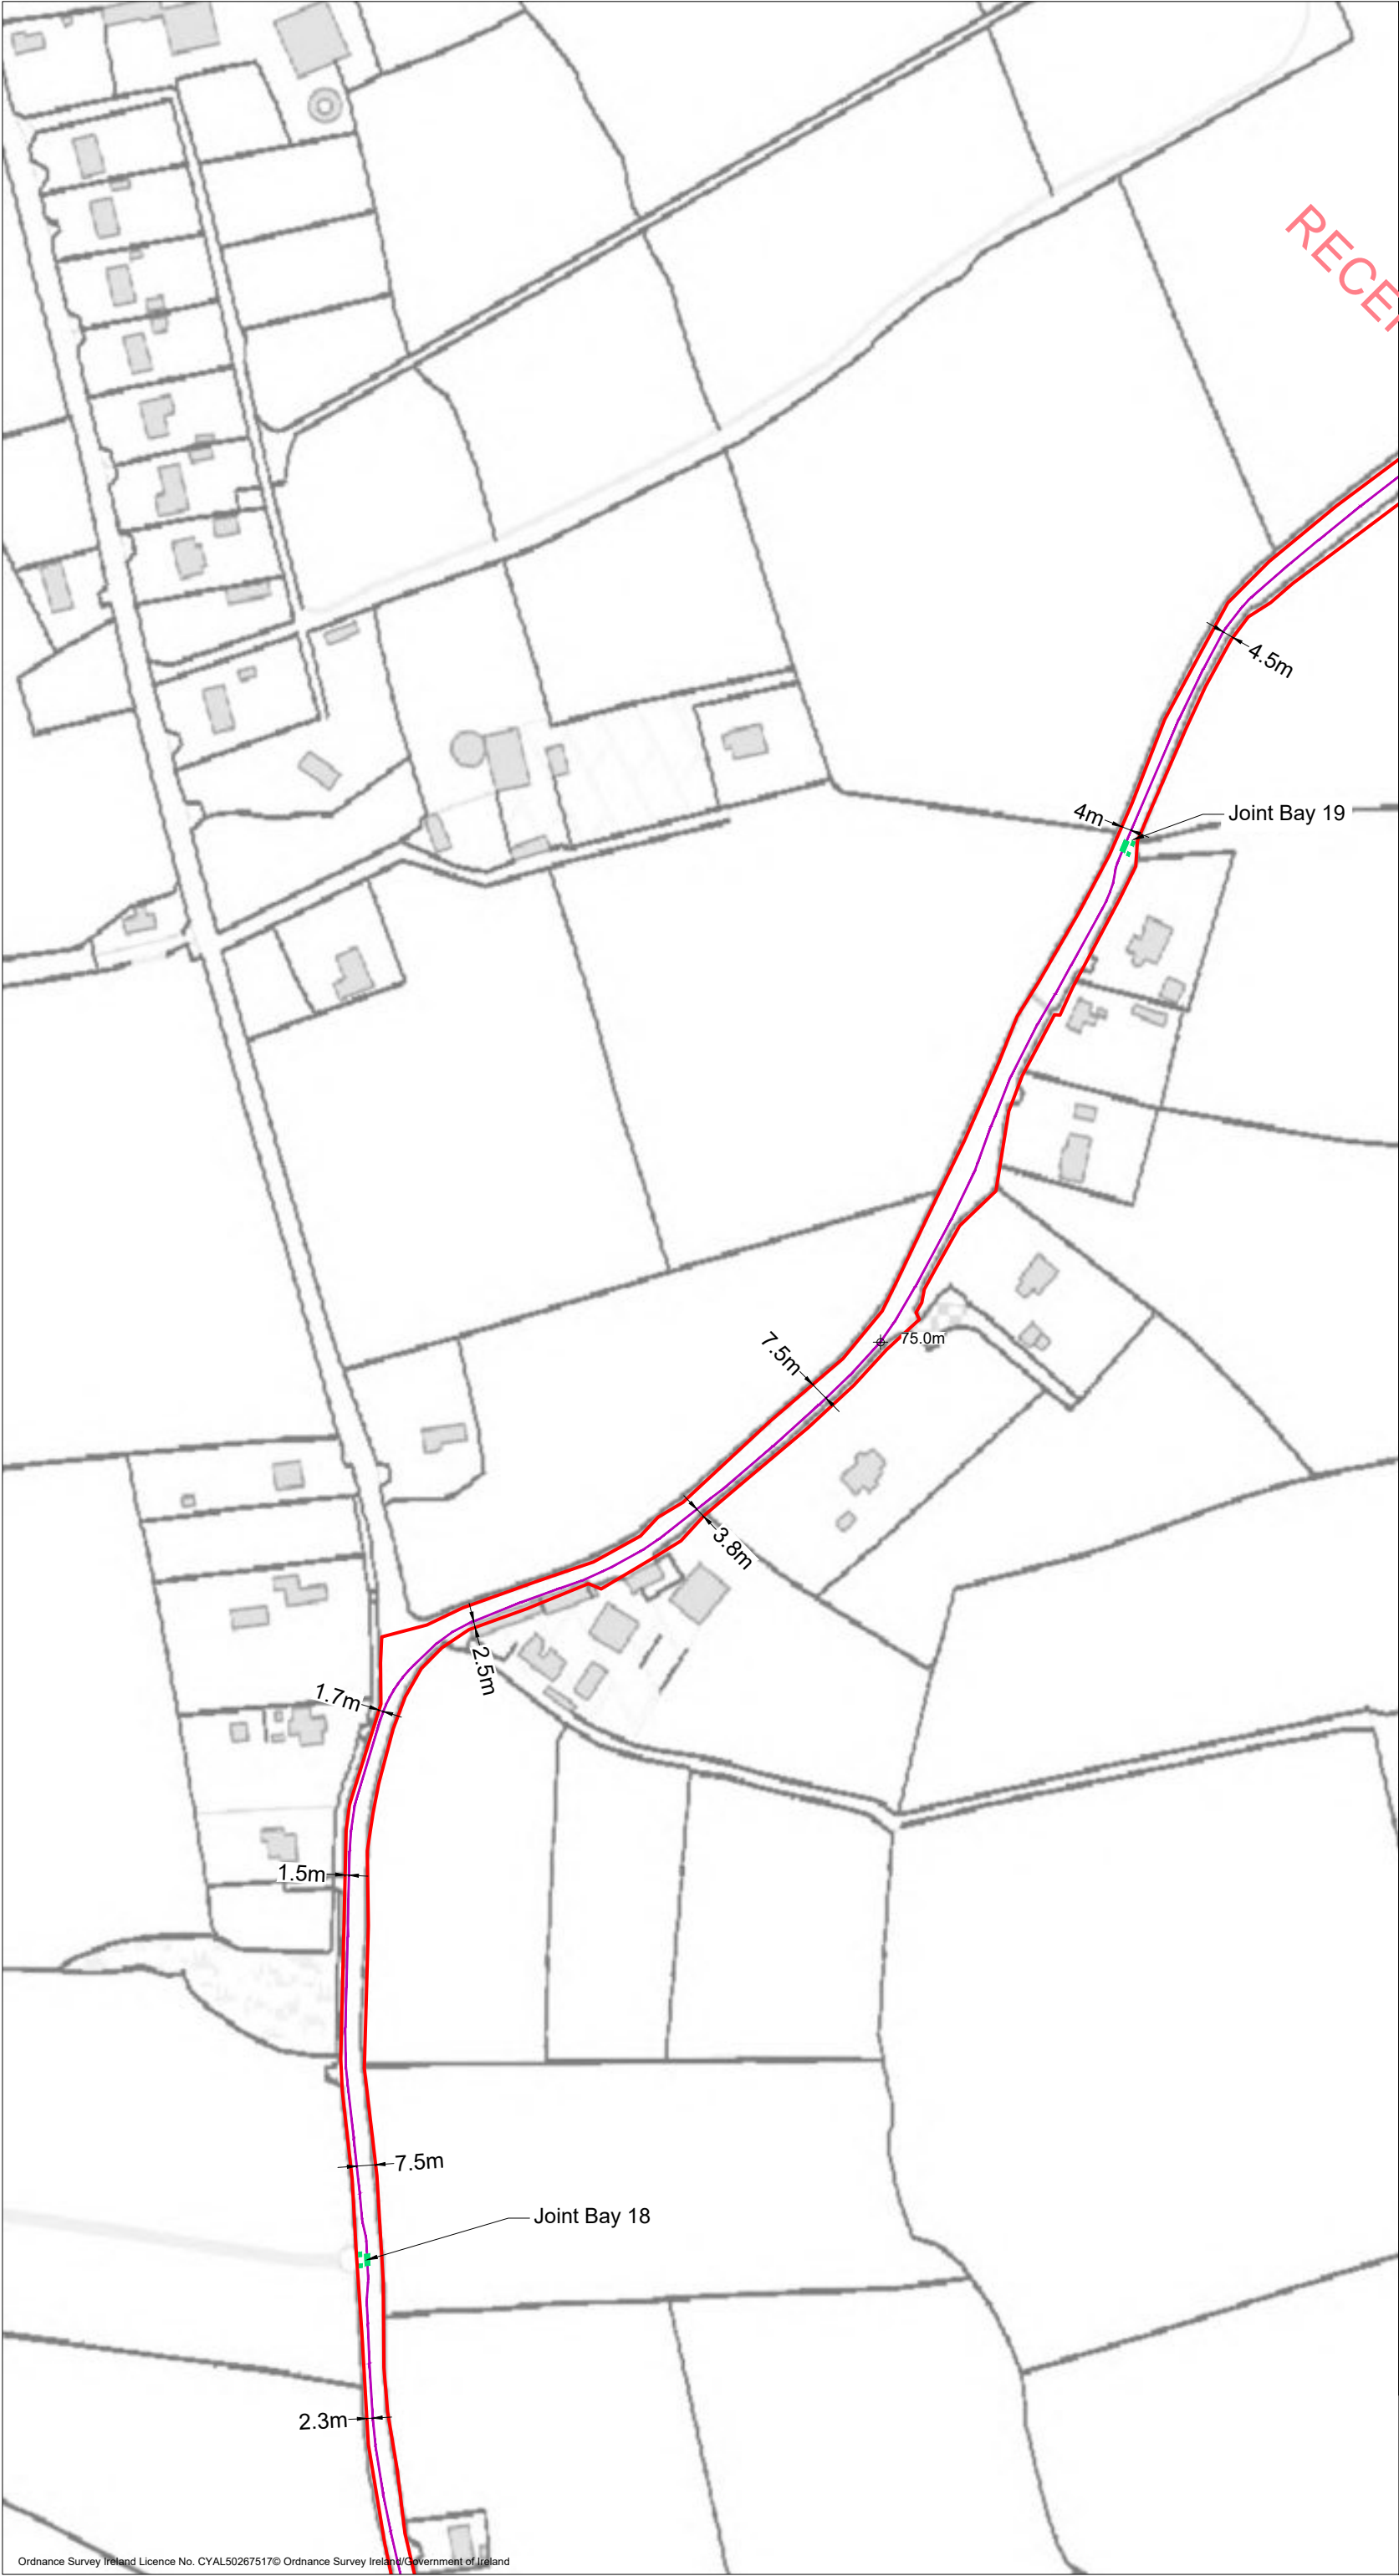 RECEI
4.5m
4m
Joint Bay 19
75.0m
7.5m
3.8m
2.5m
1.7m
1.5m
7.5m
Joint Bay 18
2.3m
Ordnance Survey Ireland Licence No. CYAL50267517© Ordnance Survey Ireland/Government of Ireland